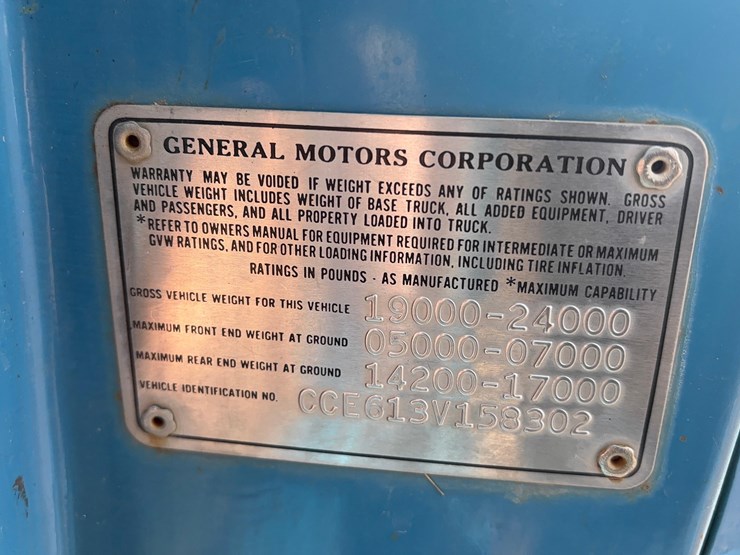 GENERAL MOTORS CORPORATION
WARRANTY MAY BE VOIDED IF WEIGHT EXCEEDS ANY OF RATINGS SHOWN. GROSS
VEHICLE WEIGHT INCLUDES WEIGHT OF BASE TRUCK, ALL ADDED EQUIPMENT, DRIVER
AND PASSENGERS, AND ALL PROPERTY LOADED INTO TRUCK.
*REFER TO OWNERS MANUAL FOR EQUIPMENT REQUIRED FOR INTERMEDIATE OR MAXIMUM
GVW RATINGS, AND FOR OTHER LOADING INFORMATION, INCLUDING TIRE INFLATION.
RATINGS IN POUNDS - AS MANUFACTURED *MAXIMUM CAPABILITY
GROSS VEHICLE WEIGHT FOR THIS VEHICLE 19000-24000
MAXIMUM FRONT END WEIGHT AT GROUND 05000-07000
MAXIMUM REAR END WEIGHT AT GROUND 14200-17000
VEHICLE IDENTIFICATION NO. CCE613V158302